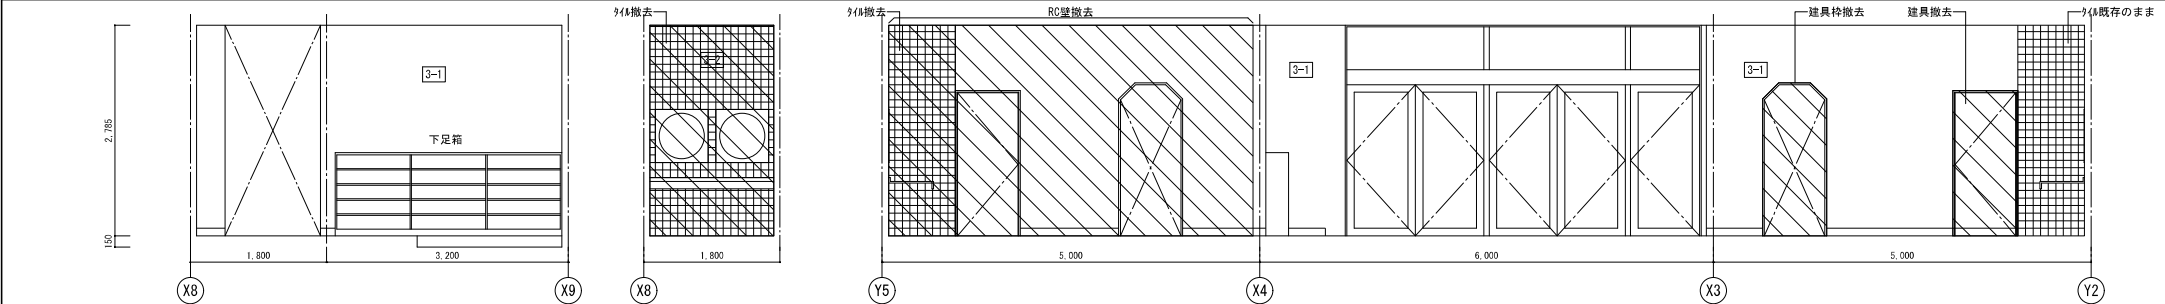 ﾀｲﾙ撤去
ﾀｲﾙ撤去
RC壁撤去
建具枠撤去
建具撤去
ﾀｲﾙ既存のまま
3-1
3-2
3-1
3-1
下足箱
2,785
150
1,800
3,200
1,800
5,000
6,000
5,000
X8
X9
X8
Y5
X4
X3
Y2